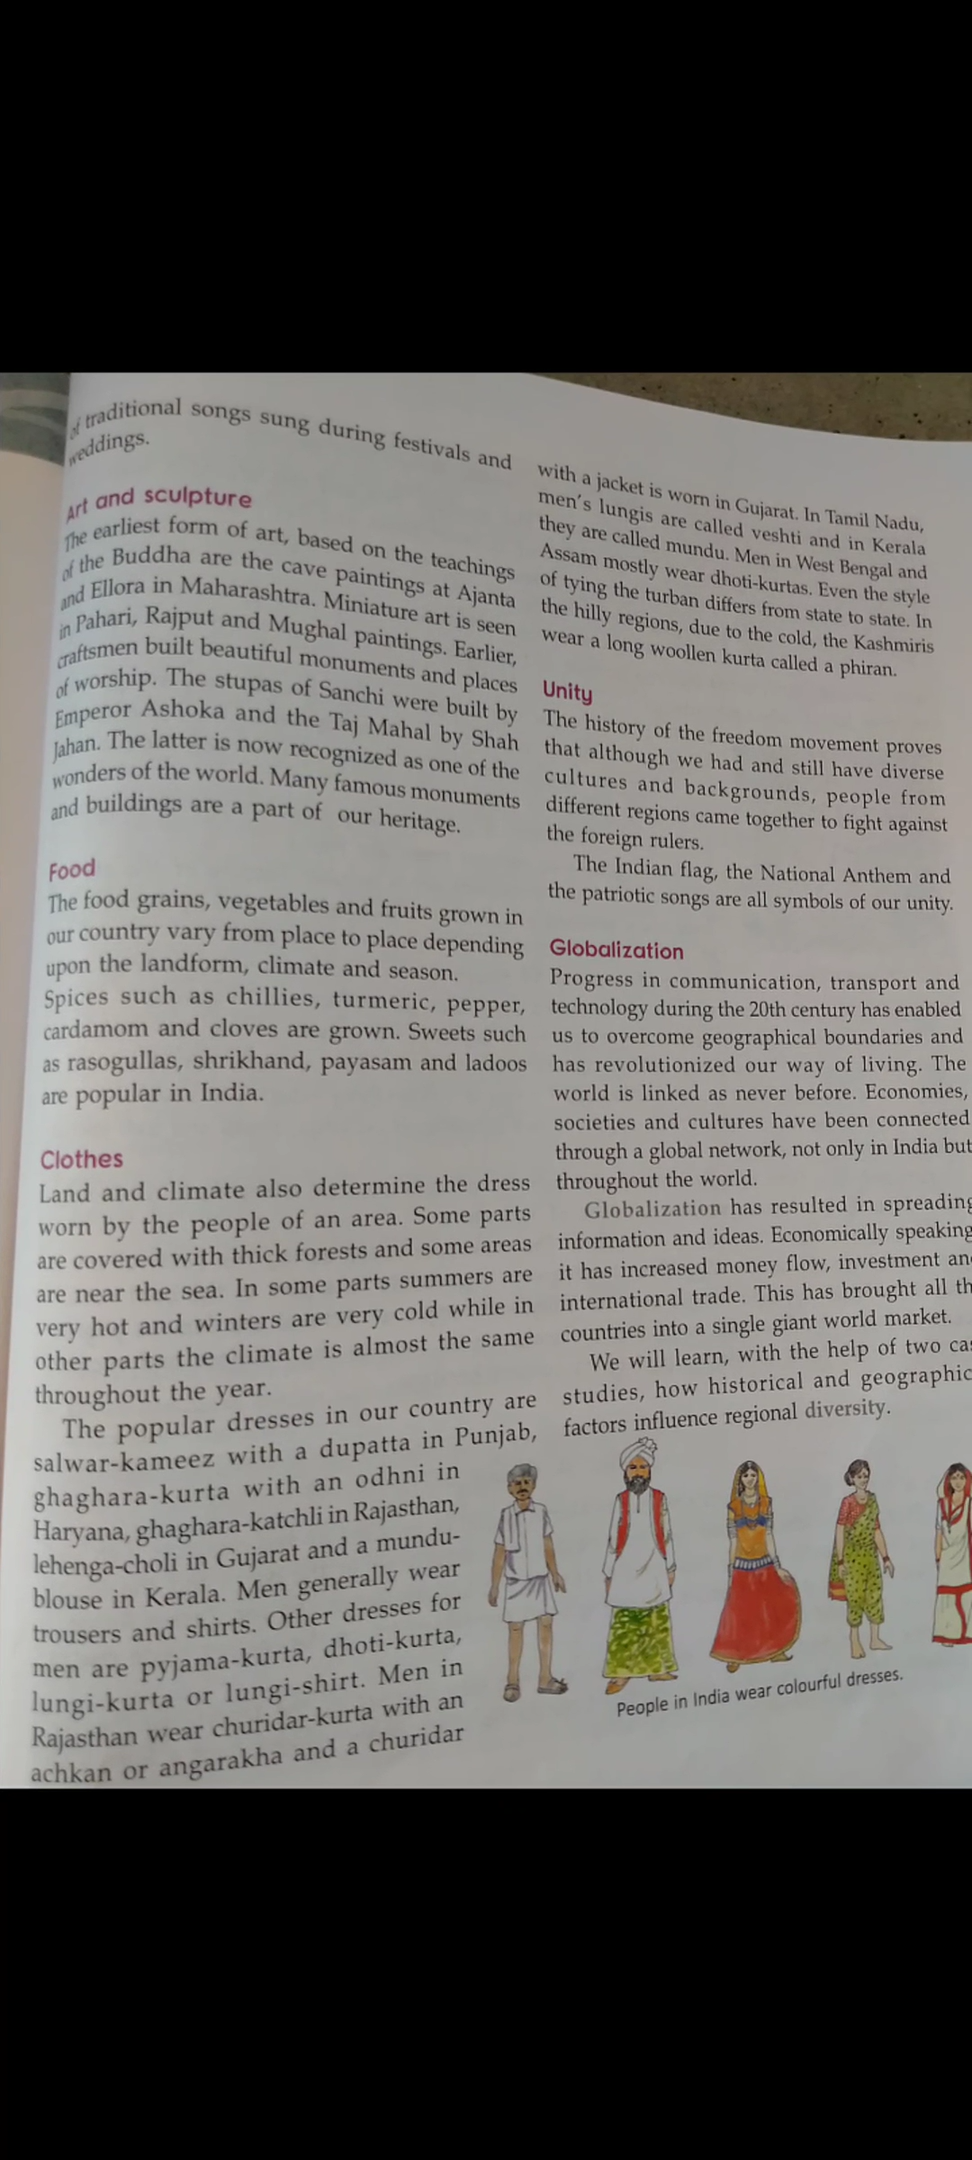 of traditional songs sung during festivals and
weddings.
Art and sculpture
The earliest form of art, based on the teachings
of the Buddha are the cave paintings at Ajanta
and Ellora in Maharashtra. Miniature art is seen
in Pahari, Rajput and Mughal paintings. Earlier,
craftsmen built beautiful monuments and places
of worship. The stupas of Sanchi were built by
Emperor Ashoka and the Taj Mahal by Shah
Jahan. The latter is now recognized as one of the
wonders of the world. Many famous monuments
and buildings are a part of our heritage.
Food
The food grains, vegetables and fruits grown in
our country vary from place to place depending
upon the landform, climate and season.
Spices such as chillies, turmeric, pepper,
cardamom and cloves are grown. Sweets such
as rasogullas, shrikhand, payasam and ladoos
are popular in India.
Clothes
Land and climate also determine the dress
worn by the people of an area. Some parts
are covered with thick forests and some areas
are near the sea. In some parts summers are
very hot and winters are very cold while in
other parts the climate is almost the same
throughout the year.
The popular dresses in our country are
salwar-kameez with a dupatta in Punjab,
ghaghara-kurta with an odhni in
Haryana, ghaghara-katchli in Rajasthan,
lehenga-choli in Gujarat and a mundu-
blouse in Kerala. Men generally wear
trousers and shirts. Other dresses for
men are pyjama-kurta, dhoti-kurta,
lungi-kurta or lungi-shirt. Men in
Rajasthan wear churidar-kurta with an
achkan or angarakha and a churidar
with a jacket is worn in Gujarat. In Tamil Nadu,
men's lungis are called veshti and in Kerala
they are called mundu. Men in West Bengal and
Assam mostly wear dhoti-kurtas. Even the style
of tying the turban differs from state to state. In
the hilly regions, due to the cold, the Kashmiris
wear a long woollen kurta called a phiran.
Unity
The history of the freedom movement proves
that although we had and still have diverse
cultures and backgrounds, people from
different regions came together to fight against
the foreign rulers.
The Indian flag, the National Anthem and
the patriotic songs are all symbols of our unity.
Globalization
Progress in communication, transport and
technology during the 20th century has enabled
us to overcome geographical boundaries and
has revolutionized our way of living. The
world is linked as never before. Economies,
societies and cultures have been connected
through a global network, not only in India but
throughout the world.
Globalization has resulted in spreading
information and ideas. Economically speaking
it has increased money flow, investment an
international trade. This has brought all th
countries into a single giant world market.
We will learn, with the help of two cas
studies, how historical and geographic
factors influence regional diversity.
People in India wear colourful dresses.